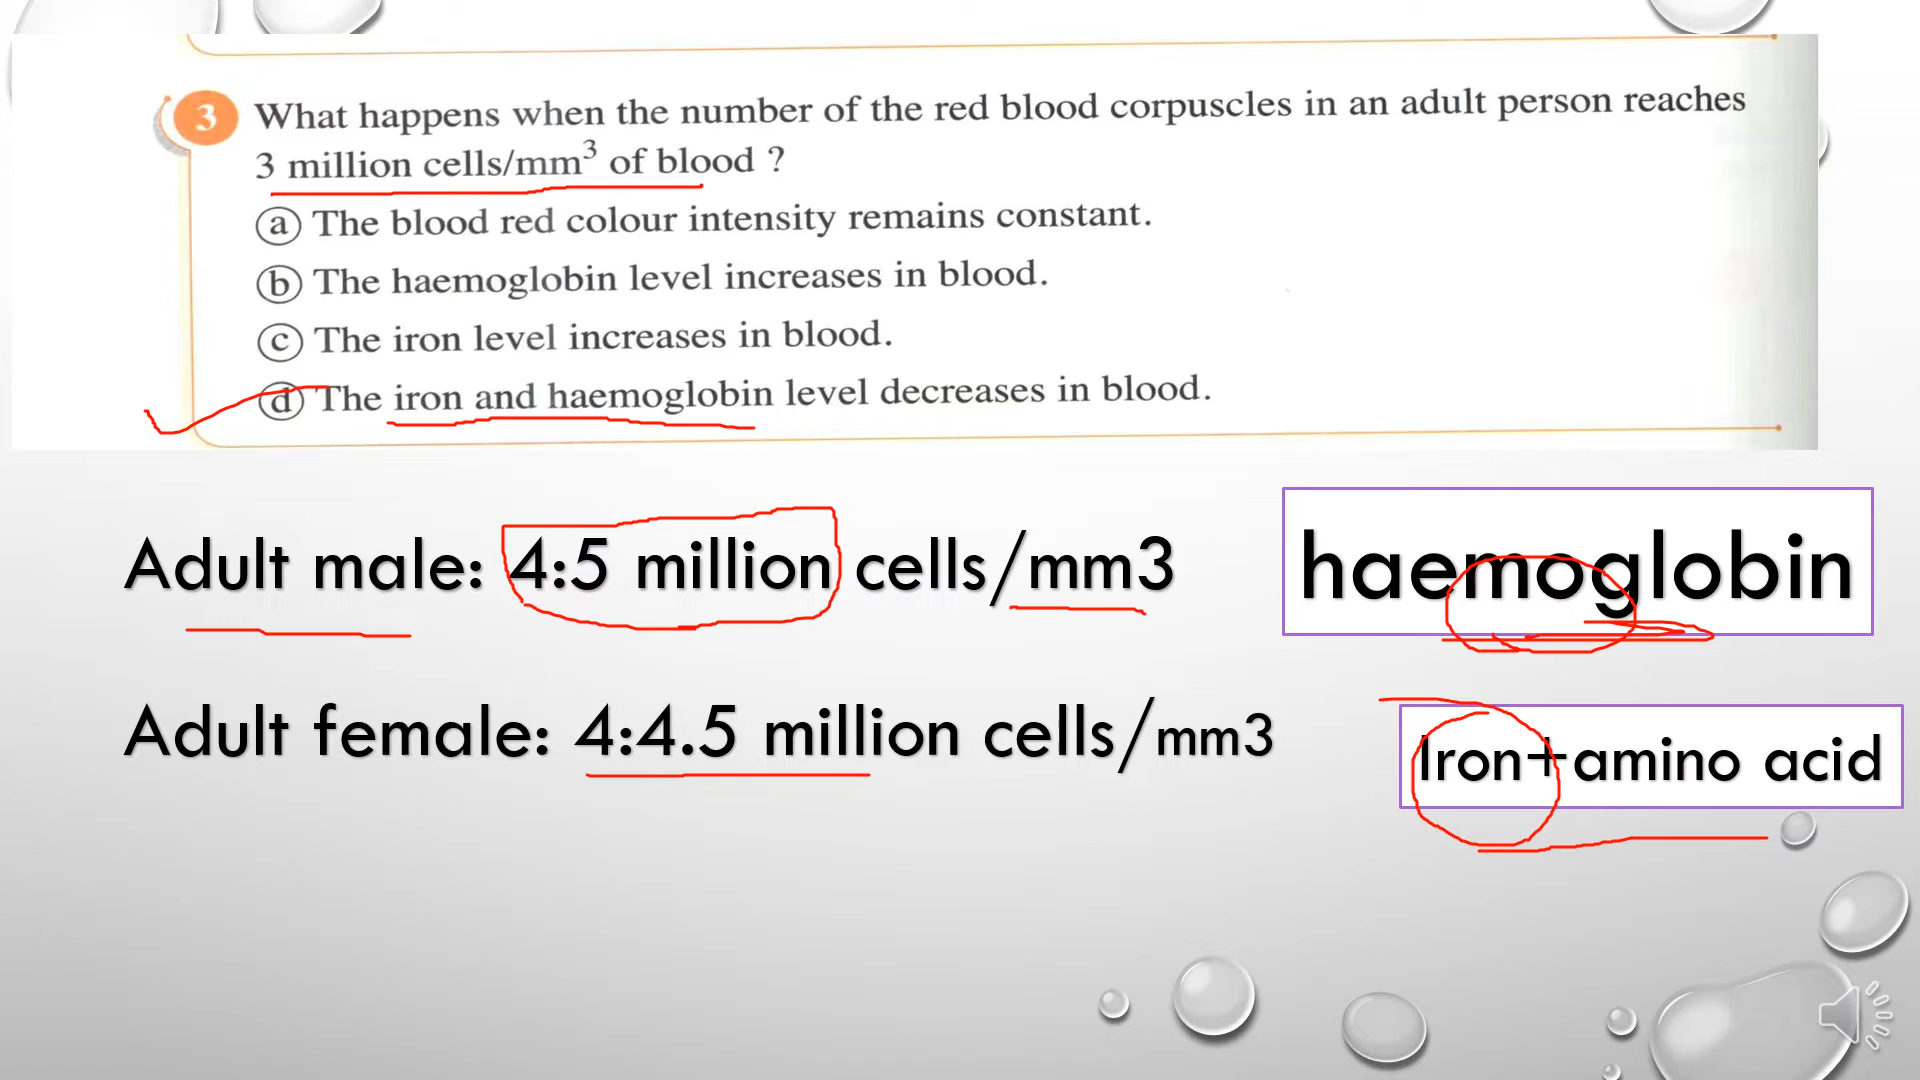 3 What happens when the number of the red blood corpuscles in an adult person reaches
3 million cells/mm³ of blood ?
ⓐ The blood red colour intensity remains constant.
ⓑ The haemoglobin level increases in blood.
ⓒ The iron level increases in blood.
ⓓ The iron and haemoglobin level decreases in blood.
Adult male: 4:5 million cells/mm3
haemoglobin
Adult female: 4:4.5 million cells/mm3
Iron+amino acid